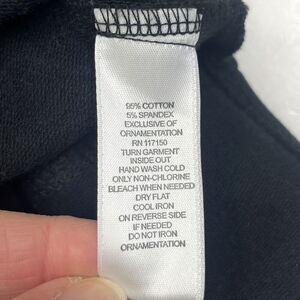 95% COTTON
5% SPANDEX
EXCLUSIVE OF
ORNAMENTATION
RN 117150
TURN GARMENT
INSIDE OUT
HAND WASH COLD
ONLY NON-CHLORINE
BLEACH WHEN NEEDED
DRY FLAT
COOL IRON
ON REVERSE SIDE
IF NEEDED
DO NOT IRON
ORNAMENTATION